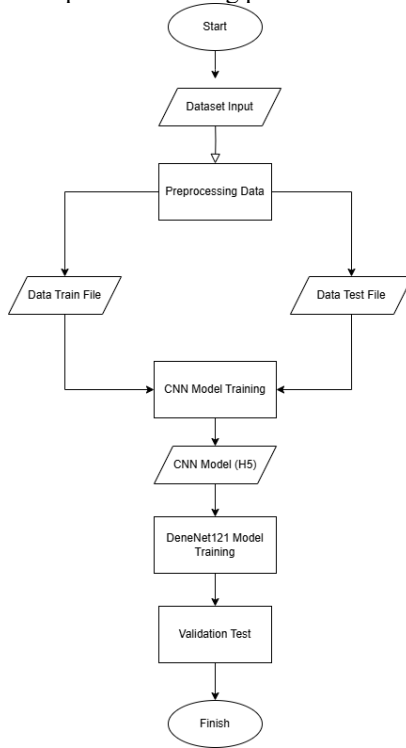 Start
Dataset Input
Preprocessing Data
Data Train File
Data Test File
CNN Model Training
CNN Model (H5)
DeneNet121 Model
Training
Validation Test
Finish